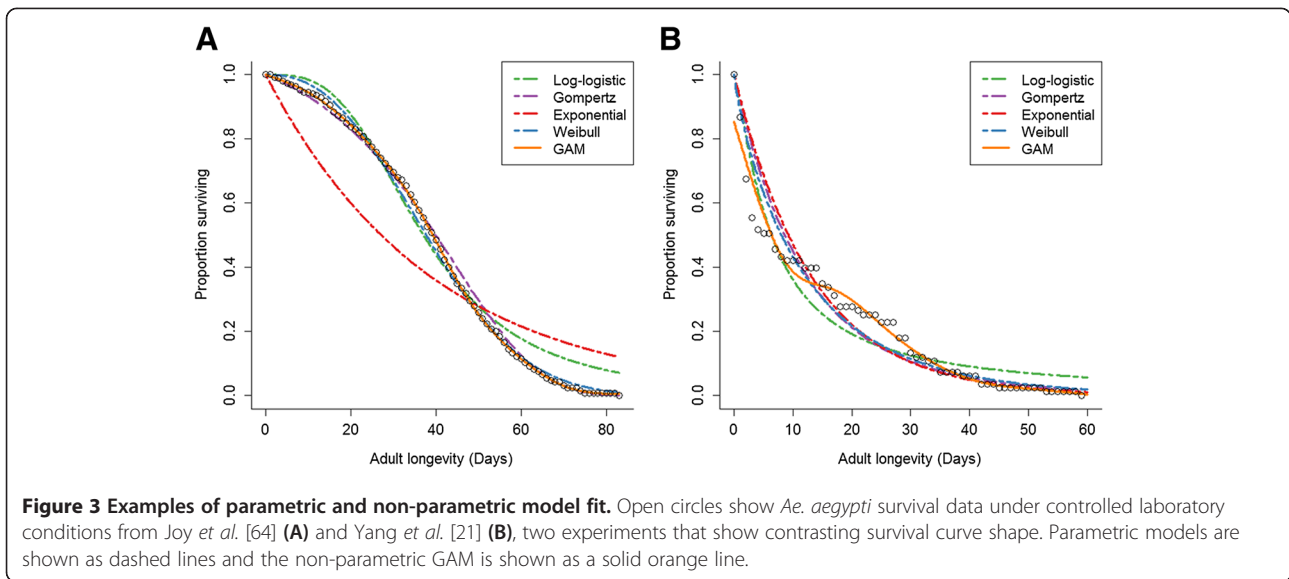 A
B
1.0
0.8
0.6
0.4
0.2
0.0
Proportion surviving
0 20 40 60 80
Adult longevity (Days)
Log-logistic
Gompertz
Exponential
Weibull
GAM
1.0
0.8
0.6
0.4
0.2
0.0
Proportion surviving
0 10 20 30 40 50 60
Adult longevity (Days)
Log-logistic
Gompertz
Exponential
Weibull
GAM
Figure 3 Examples of parametric and non-parametric model fit. Open circles show Ae. aegypti survival data under controlled laboratory
conditions from Joy et al. [64] (A) and Yang et al. [21] (B), two experiments that show contrasting survival curve shape. Parametric models are
shown as dashed lines and the non-parametric GAM is shown as a solid orange line.